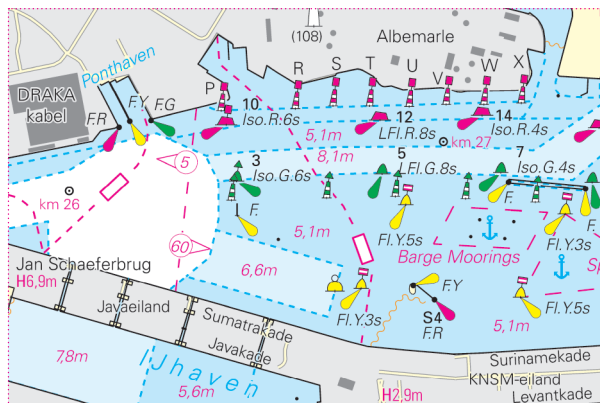 (108)
Albemarle
Ponthaven
DRAKA
kabel
F.R
F.Y
F.G
P
R
S
T
U
V
W
X
10
Iso.R.6s
12
LFl.R.8s
14
Iso.R.4s
5,1m
8,1m
km 27
5
3
Iso.G.6s
5
LFl.G.8s
7
Iso.G.4s
km 26
F.
5,1m
F.
F.
60
Fl.Y.5s
Fl.Y.3s
Barge Moorings
Sp
Jan Schaeferbrug
H6,9m
6,6m
Javaeiland
Sumatrakade
Javakade
Fl.Y.3s
F.Y
S4
F.R
Fl.Y.5s
5,1m
7,8m
IJhaven
5,6m
H2,9m
Surinamekade
KNSM-eiland
Levantkade